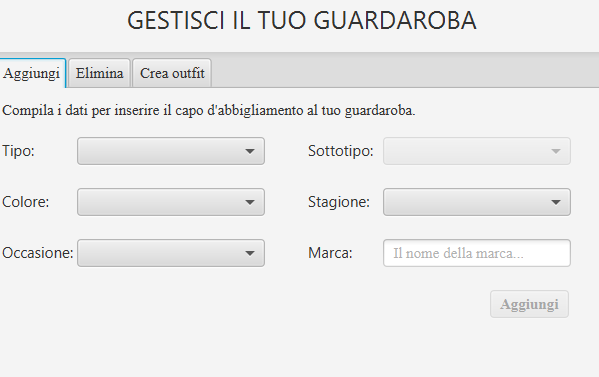 GESTISCI IL TUO GUARDAROBA
Aggiungi Elimina Crea outfit
Compila i dati per inserire il capo d'abbigliamento al tuo guardaroba.
Tipo: Sottotipo:
Colore: Stagione:
Occasione: Marca: Il nome della marca...
Aggiungi